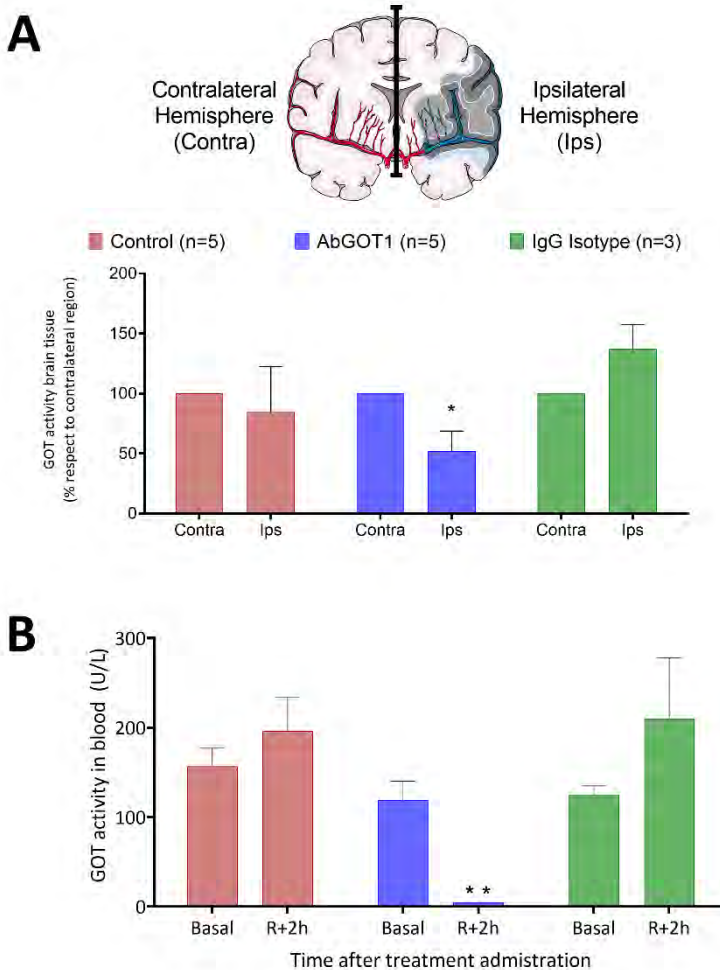 A
Contralateral
Hemisphere
(Contra)
Ipsilateral
Hemisphere
(Ips)
Control (n=5)
AbGOT1 (n=5)
IgG Isotype (n=3)
GOT activity brain tissue
(% respect to contralateral region)
200
150
100
50
0
*
Contra
Ips
Contra
Ips
Contra
Ips
B
GOT activity in blood (U/L)
300
200
100
0
* *
Basal
R+2h
Basal
R+2h
Basal
R+2h
Time after treatment admistration